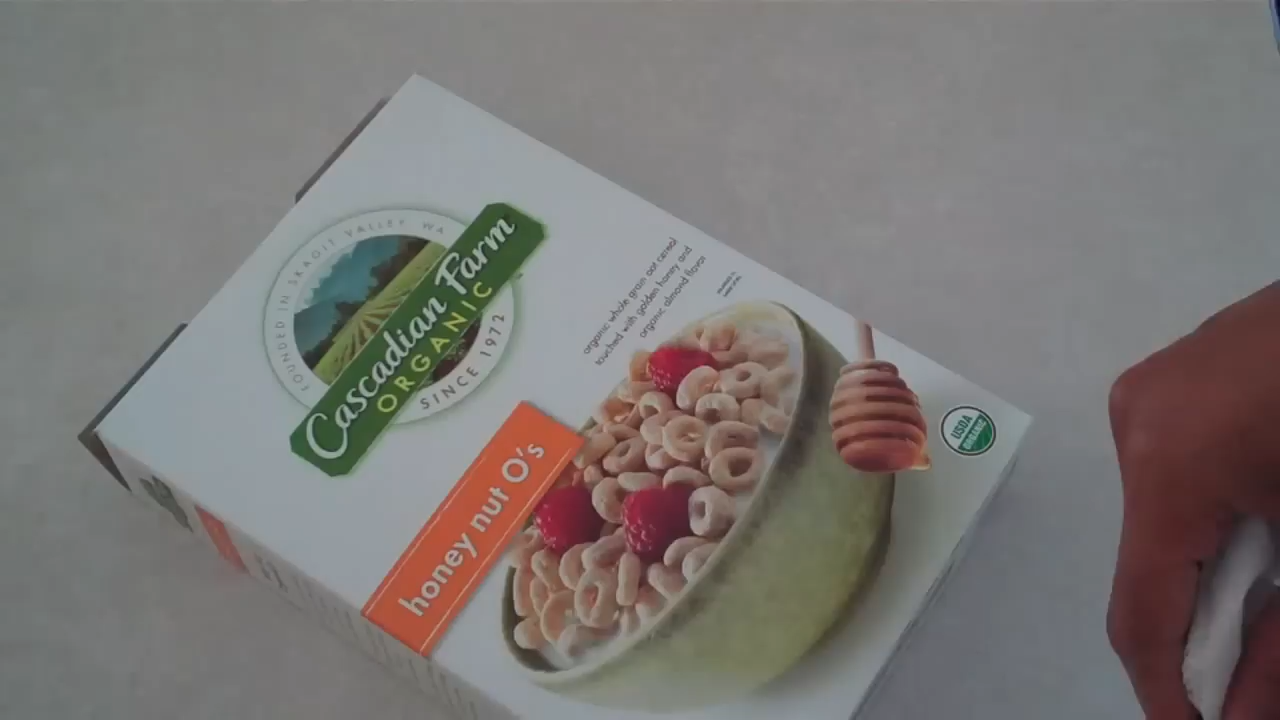 FOUNDED IN SKAGIT VALLEY, WA
Cascadian Farm
ORGANIC
SINCE 1972
honey nut O's
organic whole grain oat cereal
touched with golden honey and
organic almond flavor
USDA
ORGANIC